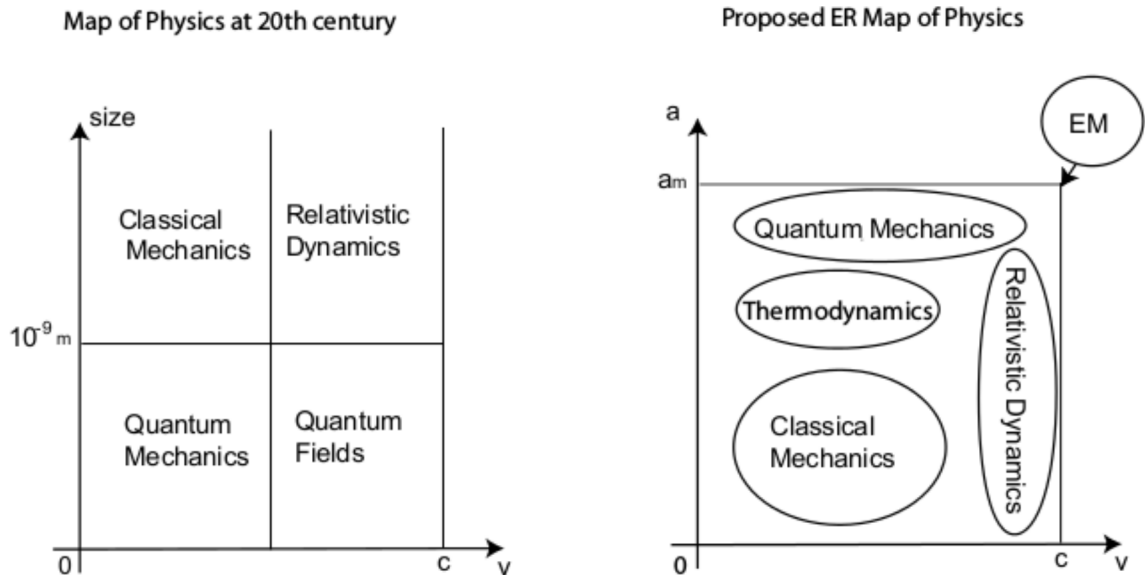 Map of Physics at 20th century
size
Classical
Mechanics
Relativistic
Dynamics
10-9 m
Quantum
Mechanics
Quantum
Fields
0
c
v
Proposed ER Map of Physics
a
EM
am
Quantum Mechanics
Thermodynamics
Relativistic Dynamics
Classical
Mechanics
0
c
v